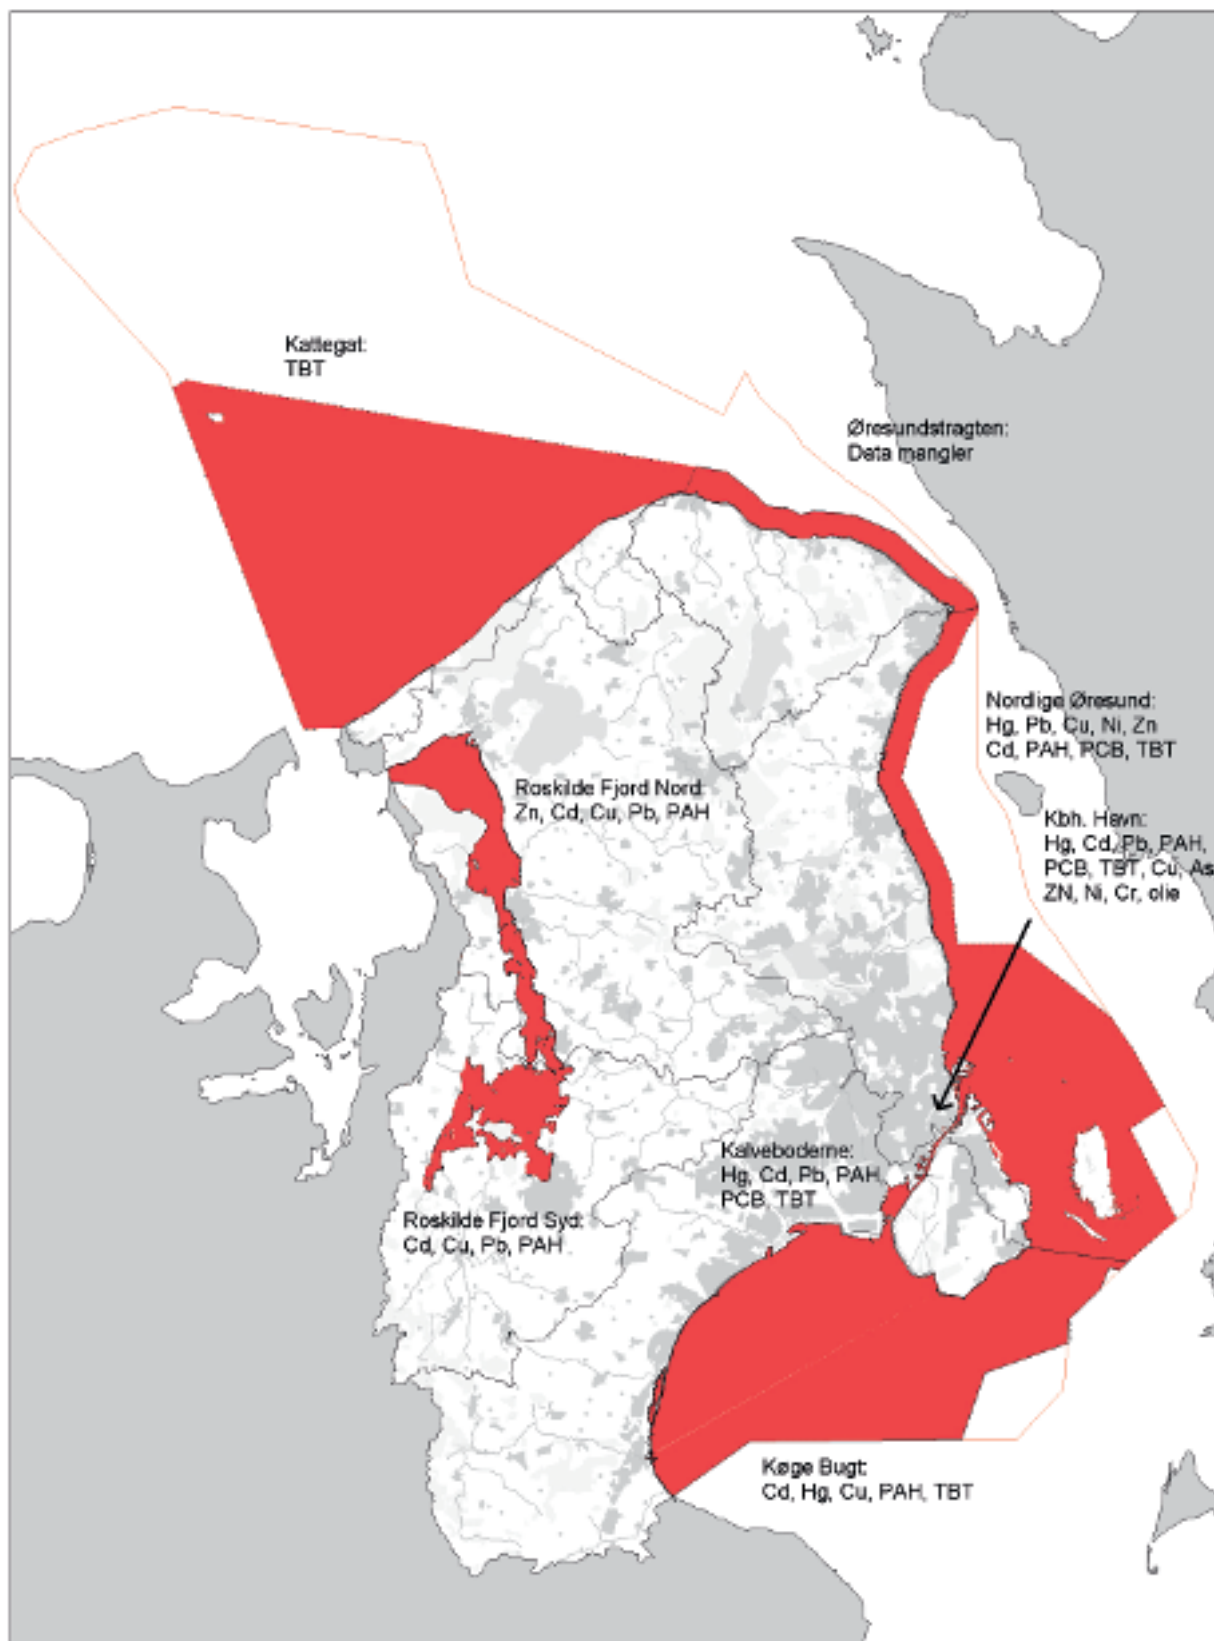 Kattegat:
TBT
Øresundstragten:
Data mangler
Nordlige Øresund:
Hg, Pb, Cu, Ni, Zn
Cd, PAH, PCB, TBT
Roskilde Fjord Nord:
Zn, Cd, Cu, Pb, PAH
Kbh. Havn:
Hg, Cd, Pb, PAH,
PCB, TBT, Cu, As
ZN, Ni, Cr, olie
Kalveboderne:
Hg, Cd, Pb, PAH,
PCB, TBT
Roskilde Fjord Syd:
Cd, Cu, Pb, PAH
Køge Bugt:
Cd, Hg, Cu, PAH, TBT